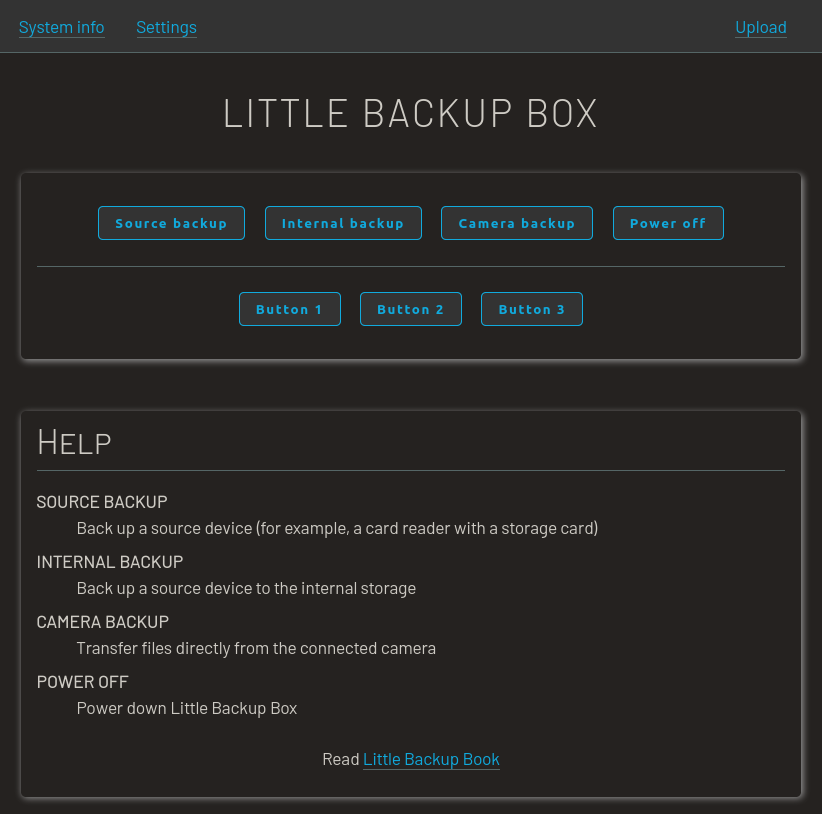 System info Settings Upload
LITTLE BACKUP BOX
Source backup Internal backup Camera backup Power off
Button 1 Button 2 Button 3
HELP
SOURCE BACKUP
Back up a source device (for example, a card reader with a storage card)
INTERNAL BACKUP
Back up a source device to the internal storage
CAMERA BACKUP
Transfer files directly from the connected camera
POWER OFF
Power down Little Backup Box
Read Little Backup Book